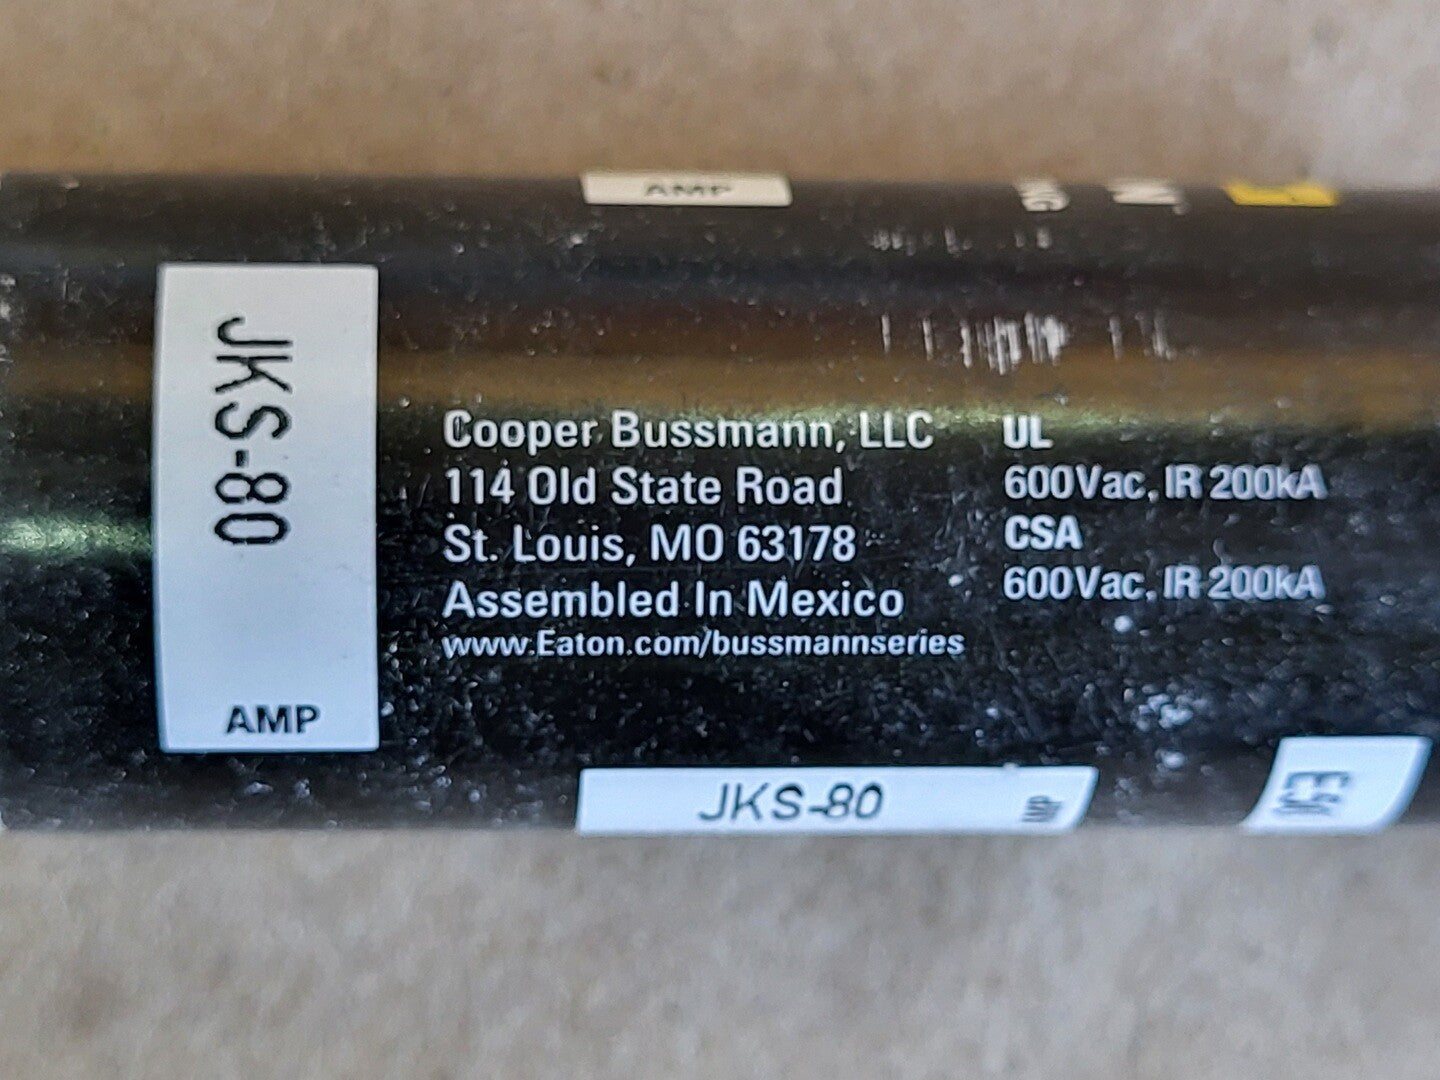 AMP
JKS-80
AMP
Cooper Bussmann, LLC
114 Old State Road
St. Louis, MO 63178
Assembled In Mexico
www.Eaton.com/bussmannseries
UL
600Vac, IR 200kA
CSA
600Vac, IR 200kA
JKS-80